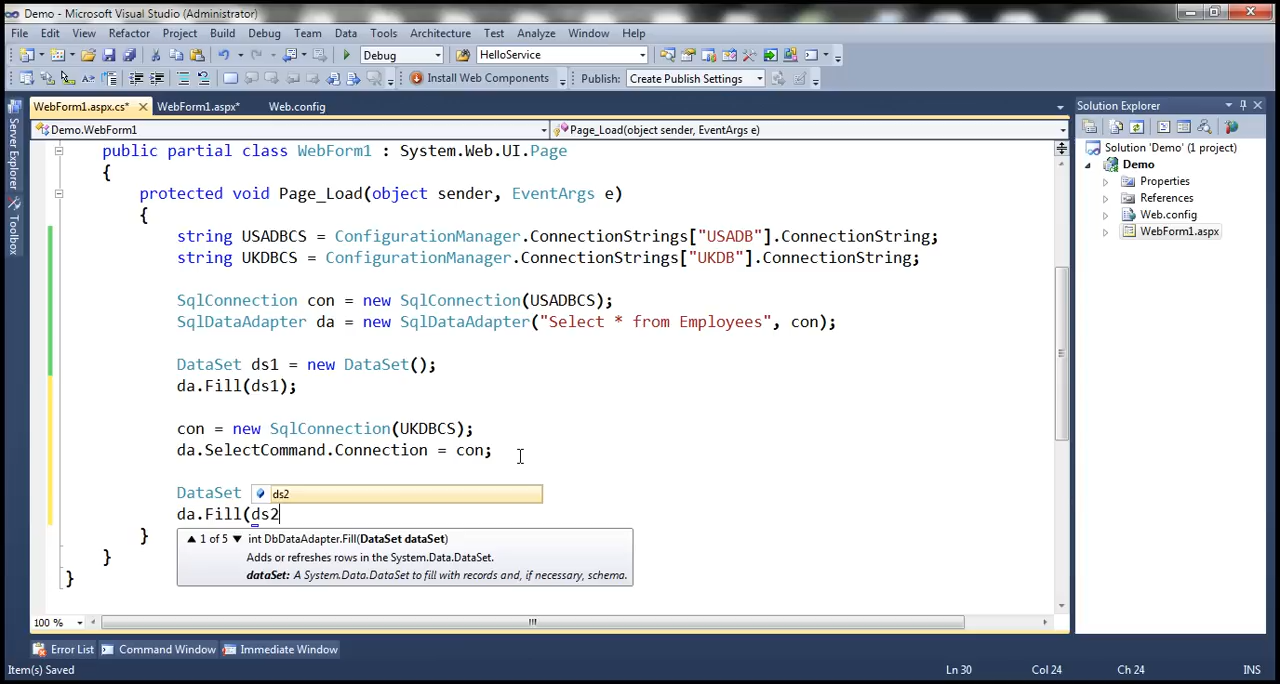 Demo - Microsoft Visual Studio (Administrator)
File Edit View Refactor Project Build Debug Team Data Tools Architecture Test Analyze Window Help
Debug HelloService
Install Web Components Publish: Create Publish Settings
WebForm1.aspx.cs* WebForm1.aspx* Web.config
Demo.WebForm1 Page_Load(object sender, EventArgs e)
public partial class WebForm1 : System.Web.UI.Page
{
protected void Page_Load(object sender, EventArgs e)
{
string USADBCS = ConfigurationManager.ConnectionStrings["USADB"].ConnectionString;
string UKDBCS = ConfigurationManager.ConnectionStrings["UKDB"].ConnectionString;
SqlConnection con = new SqlConnection(USADBCS);
SqlDataAdapter da = new SqlDataAdapter("Select * from Employees", con);
DataSet ds1 = new DataSet();
da.Fill(ds1);
con = new SqlConnection(UKDBCS);
da.SelectCommand.Connection = con;
DataSet ds2
da.Fill(ds2
}
1 of 5 int DbDataAdapter.Fill(DataSet dataSet)
Adds or refreshes rows in the System.Data.DataSet.
dataSet: A System.Data.DataSet to fill with records and, if necessary, schema.
}
}
100 %
Error List Command Window Immediate Window
Item(s) Saved Ln 30 Col 24 Ch 24 INS
Server Explorer
Toolbox
Solution Explorer
Solution 'Demo' (1 project)
Demo
Properties
References
Web.config
WebForm1.aspx